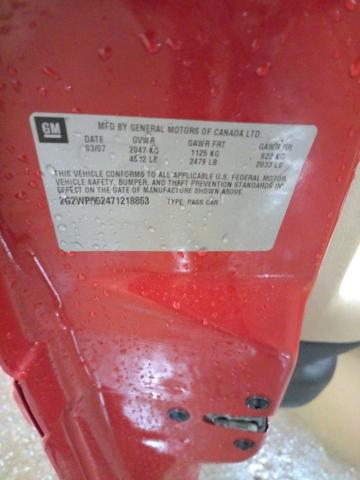 GM
MFG BY GENERAL MOTORS OF CANADA LTD.
DATE GVWR GAWR FRT GAWR RR
03/07 2047 KG 1125 KG 922 KG
4512 LB 2479 LB 2033 LB
THIS VEHICLE CONFORMS TO ALL APPLICABLE U.S. FEDERAL MOTOR
VEHICLE SAFETY, BUMPER, AND THEFT PREVENTION STANDARDS IN
EFFECT ON THE DATE OF MANUFACTURE SHOWN ABOVE.
2G2WP552471218853 TYPE: PASS CAR